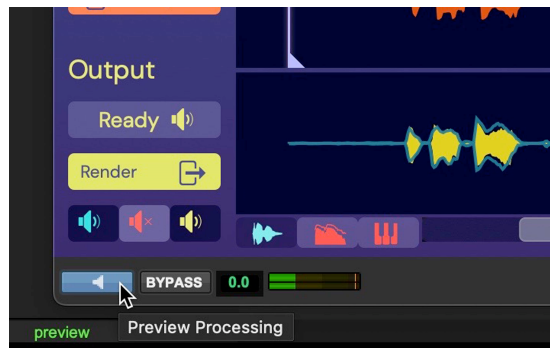 Output
Ready
Render
BYPASS
0.0
preview
Preview Processing